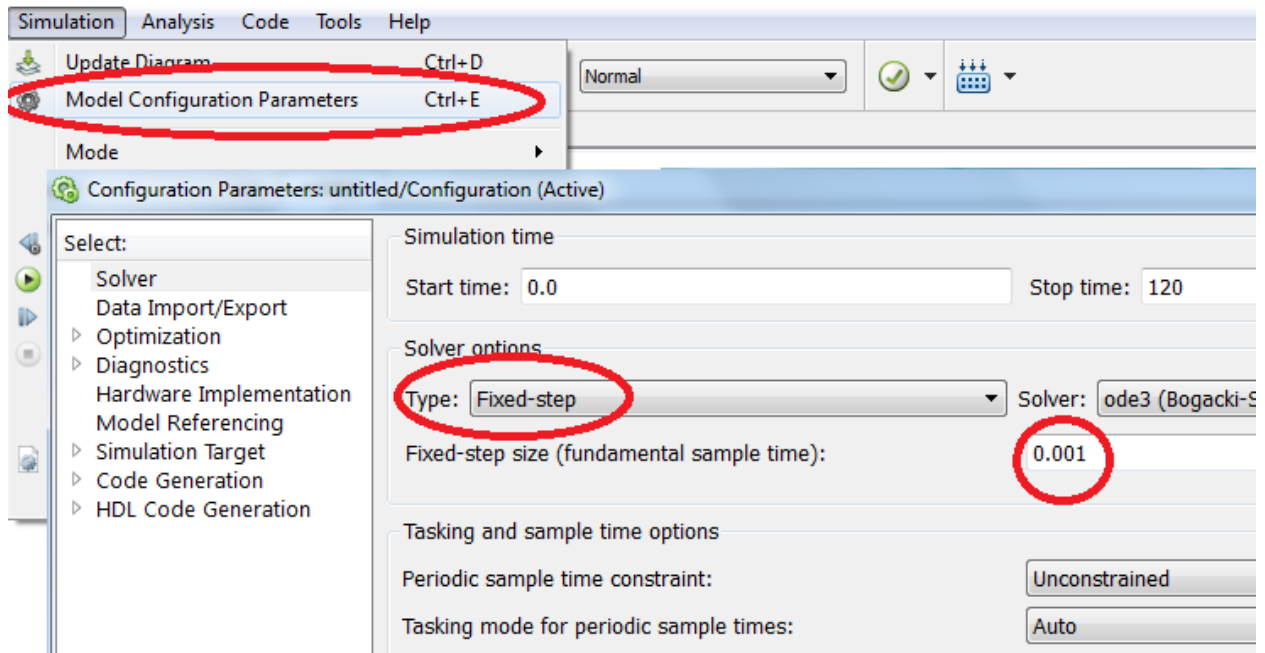 Simulation Analysis Code Tools Help
Update Diagram Ctrl+D
Normal
Model Configuration Parameters Ctrl+E
Mode
Configuration Parameters: untitled/Configuration (Active)
Select:
Solver
Data Import/Export
Optimization
Diagnostics
Hardware Implementation
Model Referencing
Simulation Target
Code Generation
HDL Code Generation
Simulation time
Start time: 0.0 Stop time: 120
Solver options
Type: Fixed-step Solver: ode3 (Bogacki-S
Fixed-step size (fundamental sample time): 0.001
Tasking and sample time options
Periodic sample time constraint: Unconstrained
Tasking mode for periodic sample times: Auto